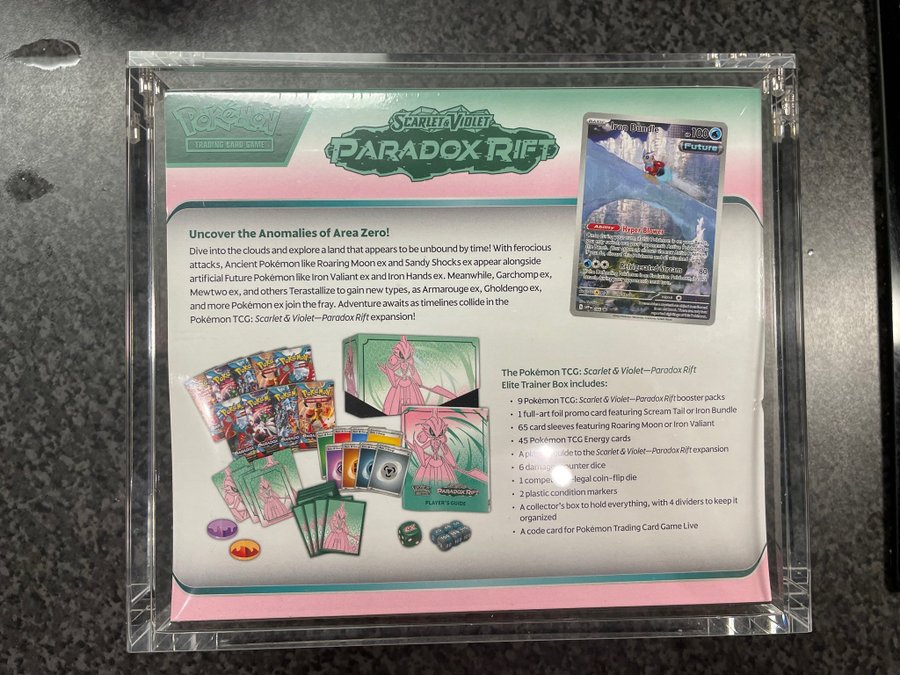 Pokémon
TRADING CARD GAME
SCARLET & VIOLET
PARADOX RIFT
BASIC Iron Bundle HP 100
Future
Uncover the Anomalies of Area Zero!
Dive into the clouds and explore a land that appears to be unbound by time! With ferocious
attacks, Ancient Pokémon like Roaring Moon ex and Sandy Shocks ex appear alongside
artificial Future Pokémon like Iron Valiant ex and Iron Hands ex. Meanwhile, Garchomp ex,
Mewtwo ex, and others Terastallize to gain new types, as Armarouge ex, Gholdengo ex,
and more Pokémon ex join the fray. Adventure awaits as timelines collide in the
Pokémon TCG: Scarlet & Violet—Paradox Rift expansion!
Ability Hyper Blower
Refrigerated Stream 80
The Pokémon TCG: Scarlet & Violet—Paradox Rift
Elite Trainer Box includes:
• 9 Pokémon TCG: Scarlet & Violet—Paradox Rift booster packs
• 1 full-art foil promo card featuring Scream Tail or Iron Bundle
• 65 card sleeves featuring Roaring Moon or Iron Valiant
• 45 Pokémon TCG Energy cards
• A guide to the Scarlet & Violet—Paradox Rift expansion
• 6 damage-counter dice
• 1 legal coin-flip die
• 2 plastic condition markers
• A collector's box to hold everything, with 4 dividers to keep it
organized
• A code card for Pokémon Trading Card Game Live
PARADOX RIFT
PLAYER'S GUIDE